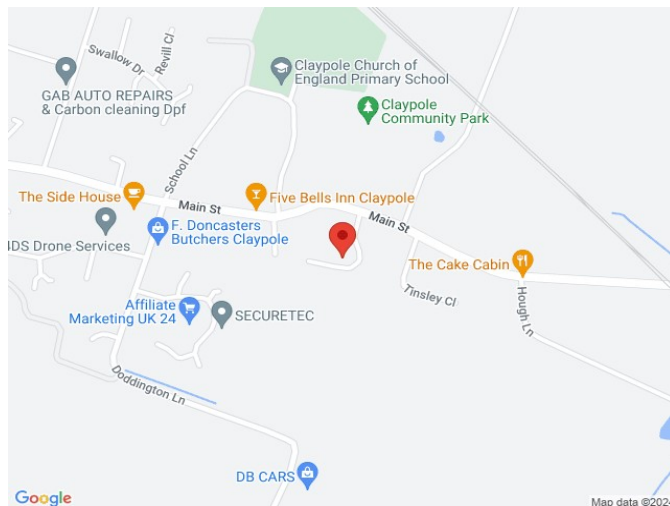 Swallow Dr
Revill Cl
GAB AUTO REPAIRS
& Carbon cleaning Dpf
Claypole Church of
England Primary School
Claypole
Community Park
School Ln
The Side House
Main St
Five Bells Inn Claypole
Main St
4DS Drone Services
F. Doncasters
Butchers Claypole
The Cake Cabin
Tinsley Cl
Hough Ln
Affiliate
Marketing UK 24
SECURETEC
Doddington Ln
DB CARS
Google
Map data ©2024